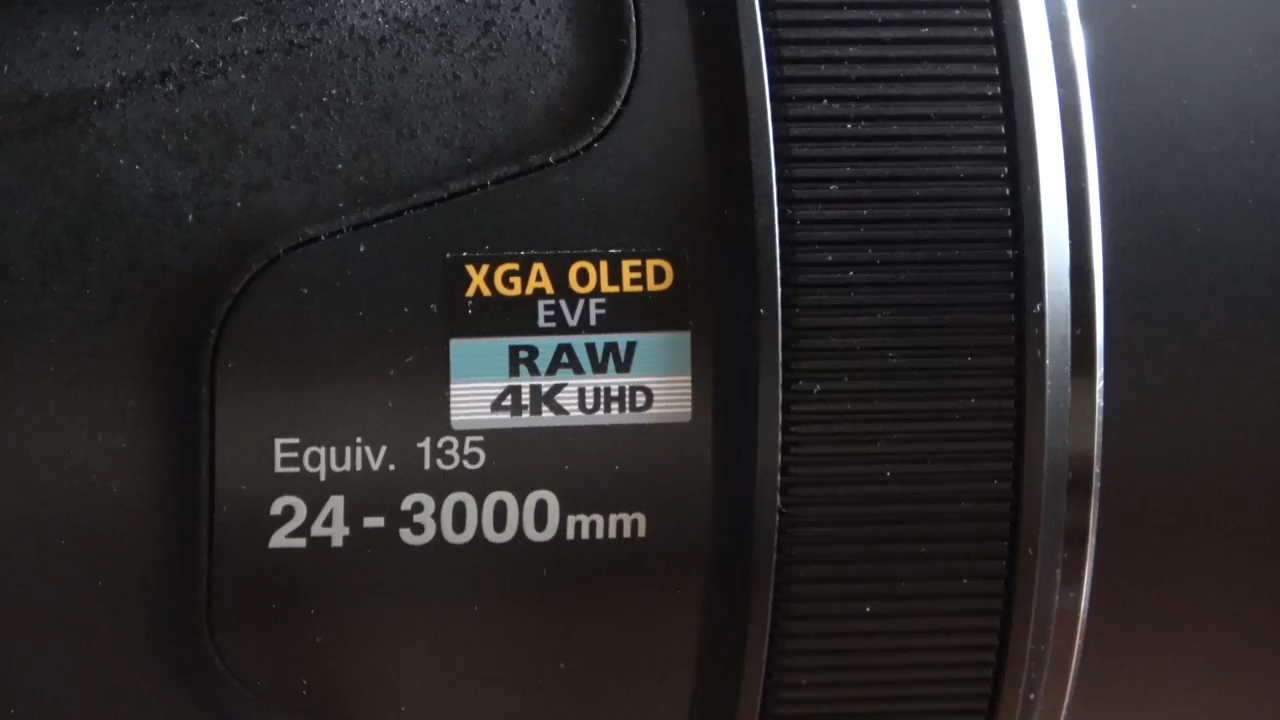 XGA OLED
EVF
RAW
4K UHD
Equiv. 135
24-3000mm